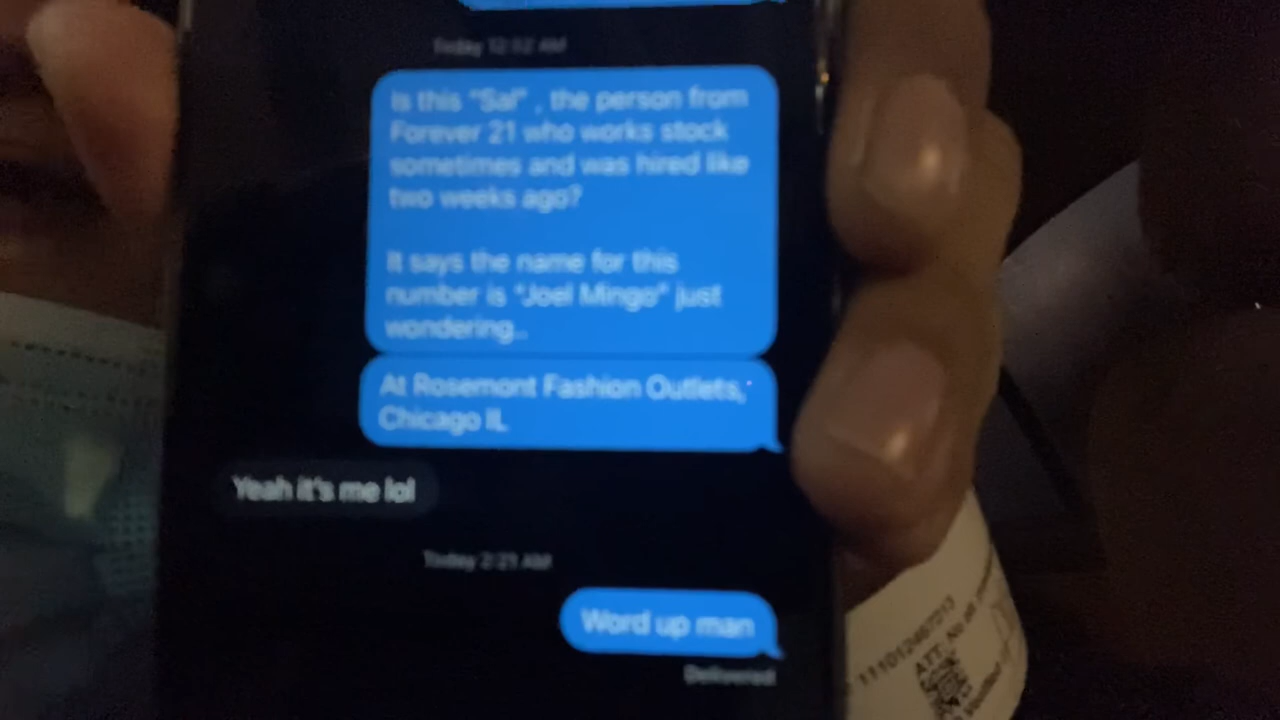 Today 12:12 AM
Is this "Sal" , the person from
Forever 21 who works stock
sometimes and was hired like
two weeks ago?
It says the name for this
number is "Joel Mingo" just
wondering..
At Rosemont Fashion Outlets,
Chicago IL
Yeah it's me lol
Today 2:21 AM
Word up man
Delivered
ATT: No